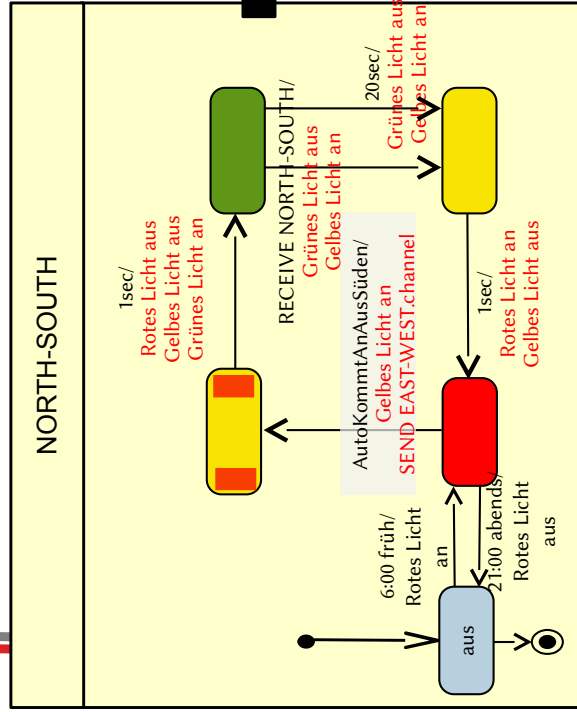 NORTH-SOUTH
1sec/
Rotes Licht aus
Gelbes Licht aus
Grünes Licht an
RECEIVE NORTH-SOUTH/
Grünes Licht aus
Gelbes Licht an
20sec/
Grünes Licht aus
Gelbes Licht an
AutoKommtAnAusSüden/
Gelbes Licht an
SEND EAST-WEST.channel
1sec/
Rotes Licht an
Gelbes Licht aus
6:00 früh/
Rotes Licht
an
21:00 abends/
Rotes Licht
aus
aus